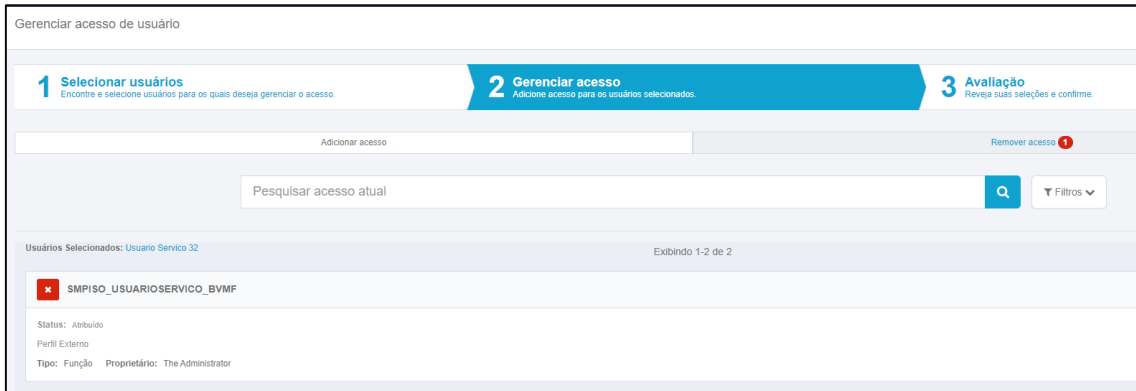 Gerenciar acesso de usuário
1 Selecionar usuários
Encontre e selecione usuários para os quais deseja gerenciar o acesso.
2 Gerenciar acesso
Adicione acesso para os usuários selecionados.
3 Avaliação
Reveja suas seleções e confirme.
Adicionar acesso
Remover acesso 1
Pesquisar acesso atual
Filtros
Usuários Selecionados: Usuario Servico 32
Exibindo 1-2 de 2
SMPISO_USUARIOSERVICO_BVMF
Status: Atribuído
Perfil Externo
Tipo: Função Proprietário: The Administrator